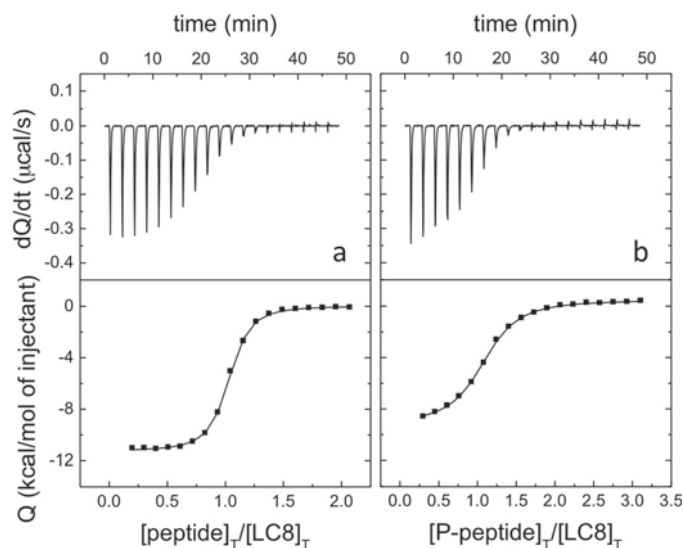 time (min) time (min)
0 10 20 30 40 50 0 10 20 30 40 50
dQ/dt (µcal/s)
0.1
0.0
-0.1
-0.2
-0.3
-0.4
a b
Q (kcal/mol of injectant)
0
-4
-8
-12
0.0 0.5 1.0 1.5 2.0 0.0 0.5 1.0 1.5 2.0 2.5 3.0 3.5
[peptide]T/[LC8]T [P-peptide]T/[LC8]T